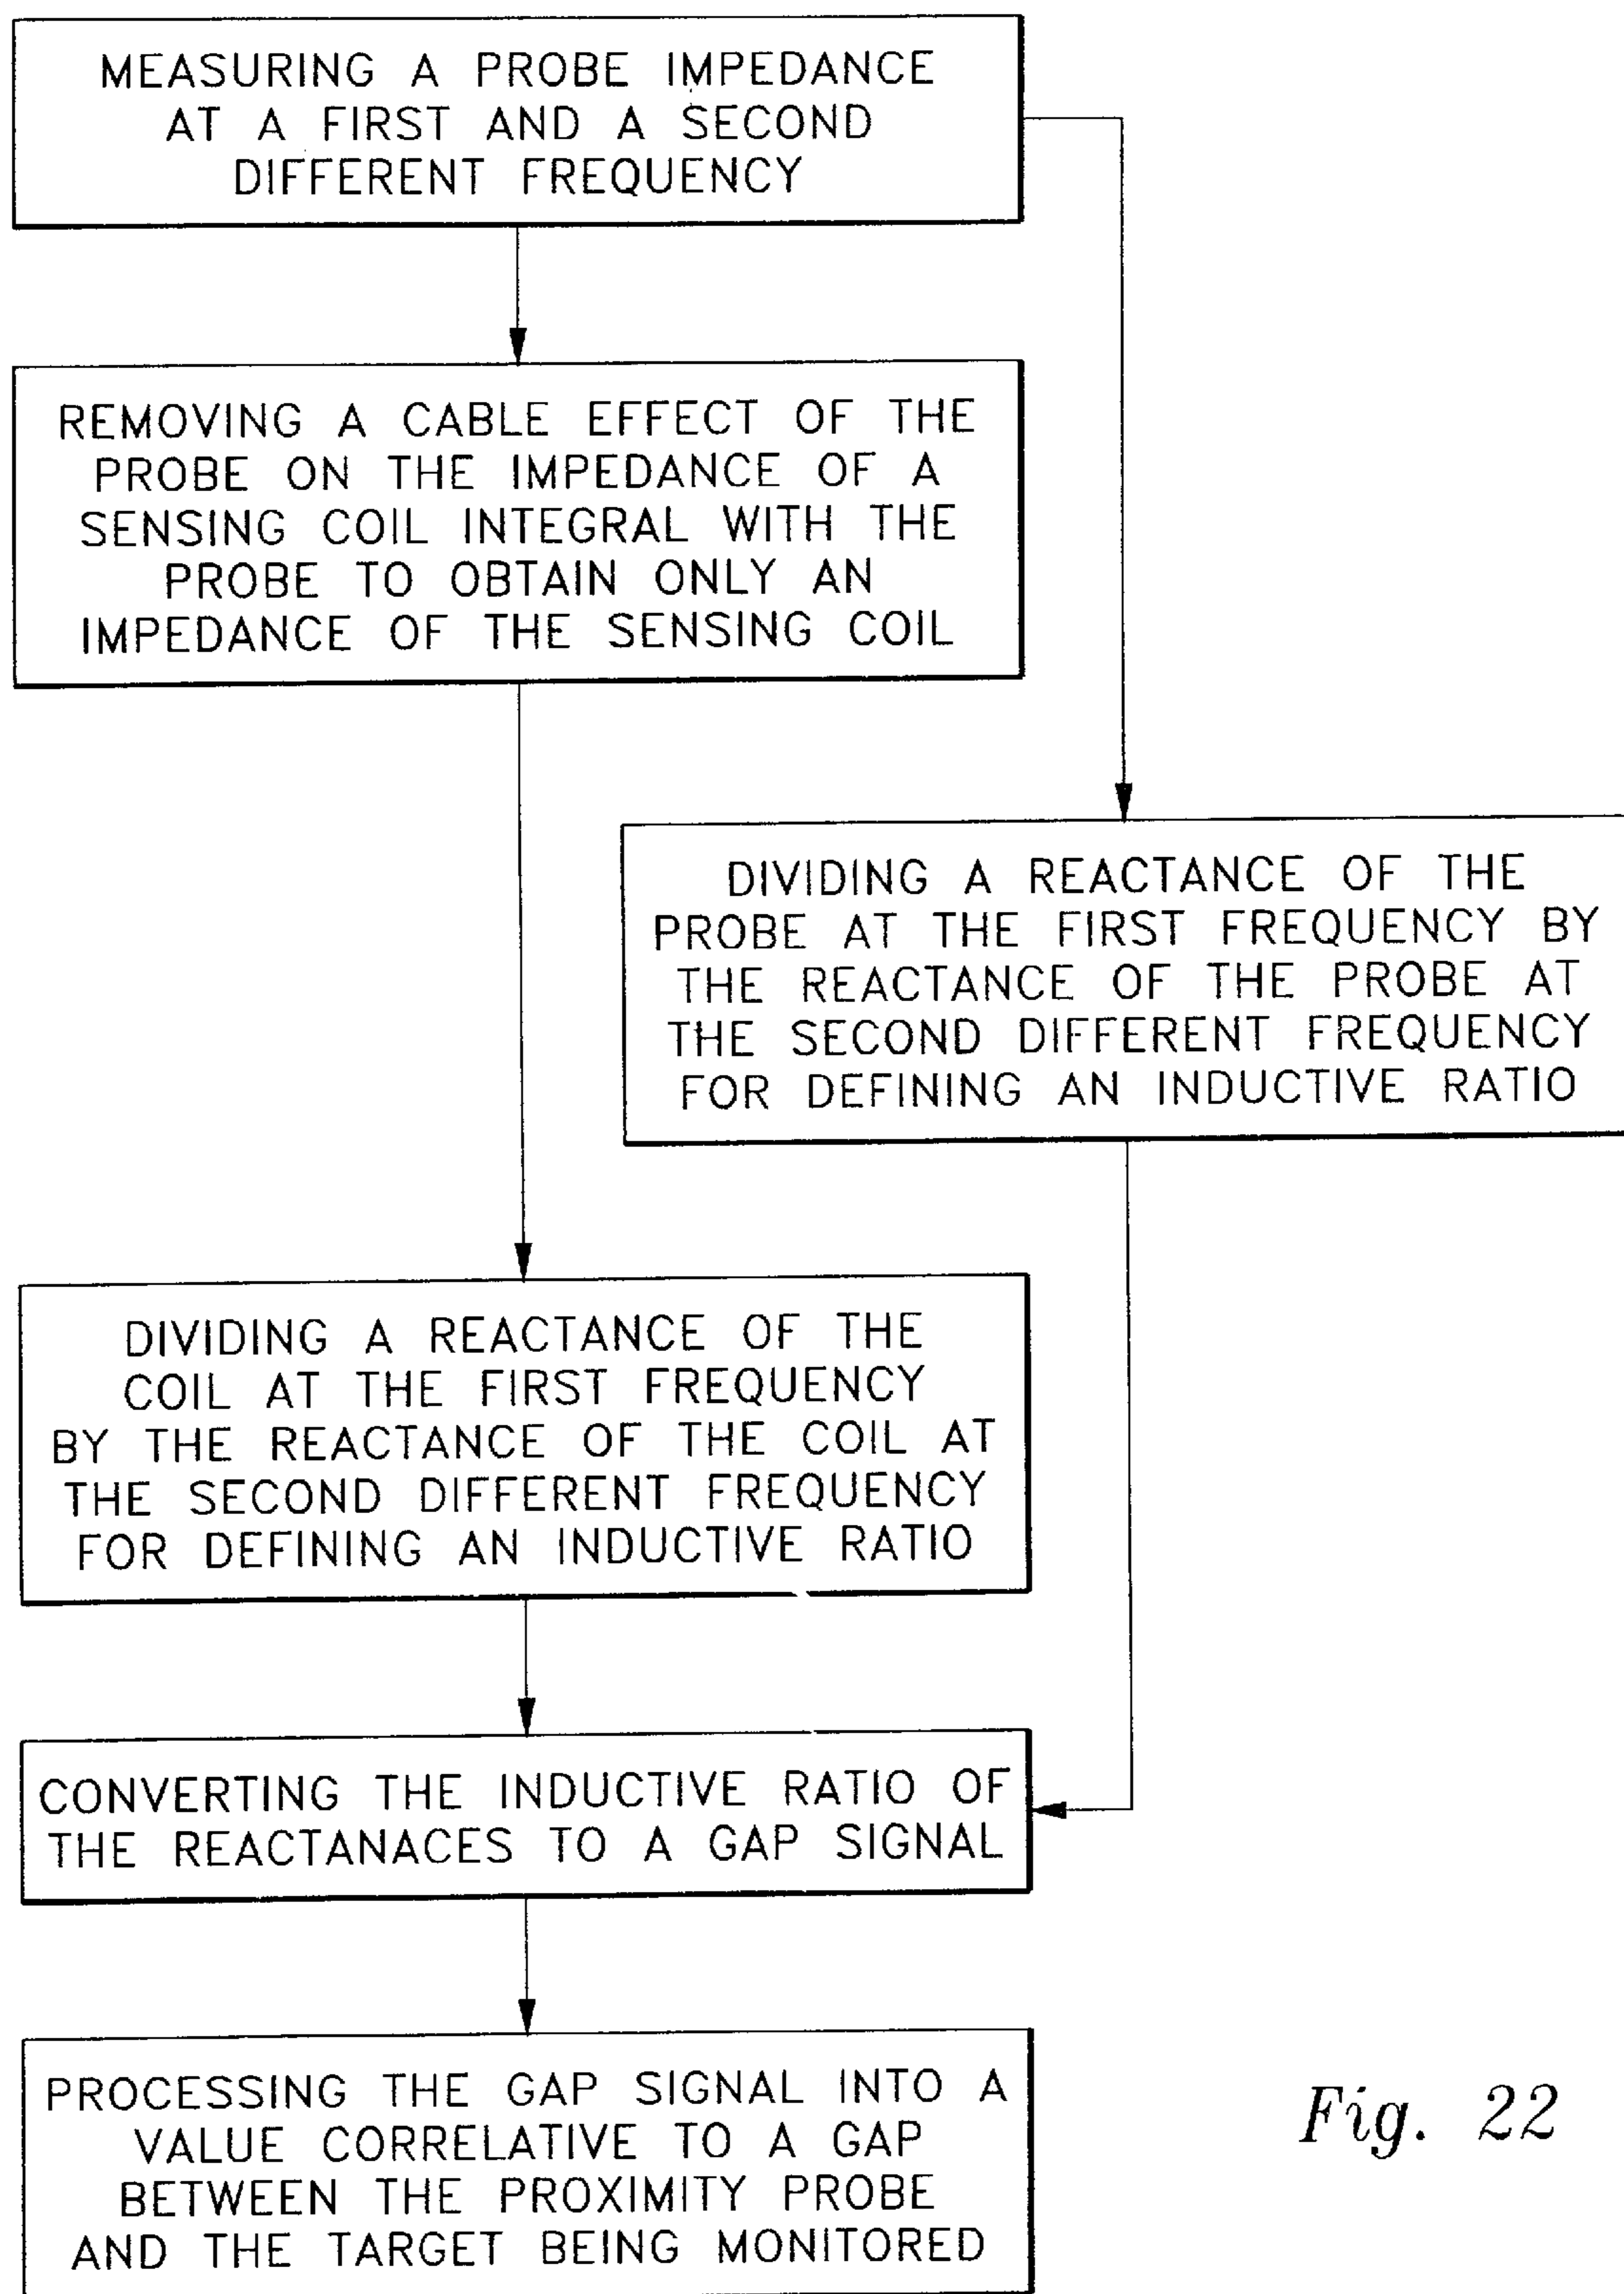 MEASURING A PROBE IMPEDANCE
AT A FIRST AND A SECOND
DIFFERENT FREQUENCY
REMOVING A CABLE EFFECT OF THE
PROBE ON THE IMPEDANCE OF A
SENSING COIL INTEGRAL WITH THE
PROBE TO OBTAIN ONLY AN
IMPEDANCE OF THE SENSING COIL
DIVIDING A REACTANCE OF THE
PROBE AT THE FIRST FREQUENCY BY
THE REACTANCE OF THE PROBE AT
THE SECOND DIFFERENT FREQUENCY
FOR DEFINING AN INDUCTIVE RATIO
DIVIDING A REACTANCE OF THE
COIL AT THE FIRST FREQUENCY
BY THE REACTANCE OF THE COIL AT
THE SECOND DIFFERENT FREQUENCY
FOR DEFINING AN INDUCTIVE RATIO
CONVERTING THE INDUCTIVE RATIO OF
THE REACTANACES TO A GAP SIGNAL
PROCESSING THE GAP SIGNAL INTO A
VALUE CORRELATIVE TO A GAP
BETWEEN THE PROXIMITY PROBE
AND THE TARGET BEING MONITORED
Fig. 22